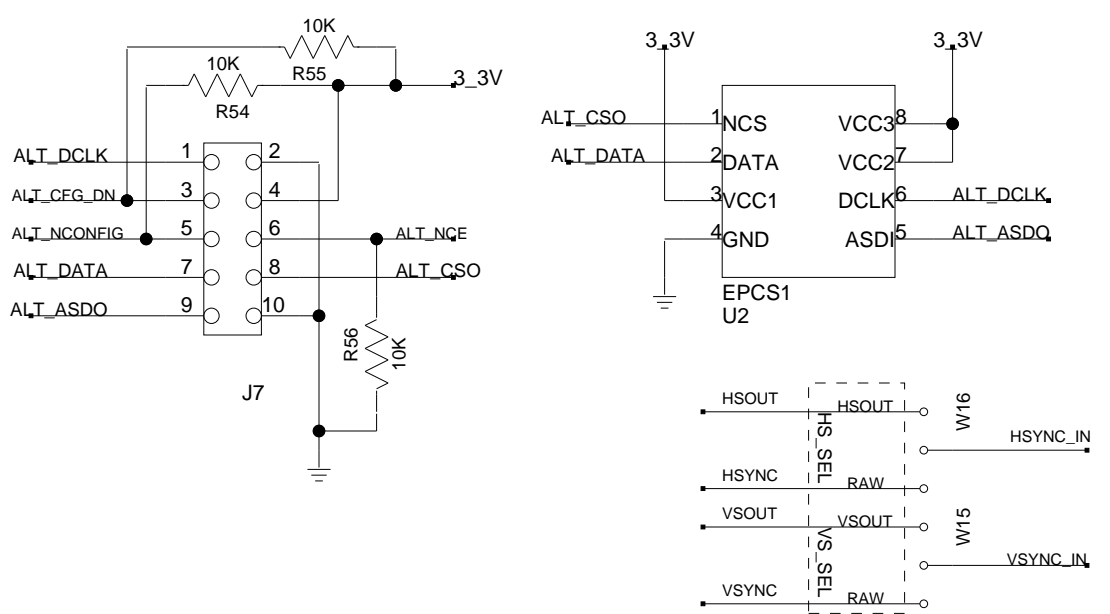 10K
R55
10K
R54
3_3V
ALT_DCLK
1
2
ALT_CFG_DN
3
4
ALT_NCONFIG
5
6
ALT_NCE
ALT_DATA
7
8
ALT_CSO
ALT_ASDO
9
10
R56
10K
J7
3_3V
3_3V
ALT_CSO
1
NCS
VCC3
8
ALT_DATA
2
DATA
VCC2
7
3
VCC1
DCLK
6
ALT_DCLK
4
GND
ASDI
5
ALT_ASDO
EPCS1
U2
HSOUT
HSOUT
W16
HS_SEL
HSYNC_IN
HSYNC
RAW
VSOUT
VSOUT
W15
VS_SEL
VSYNC_IN
VSYNC
RAW